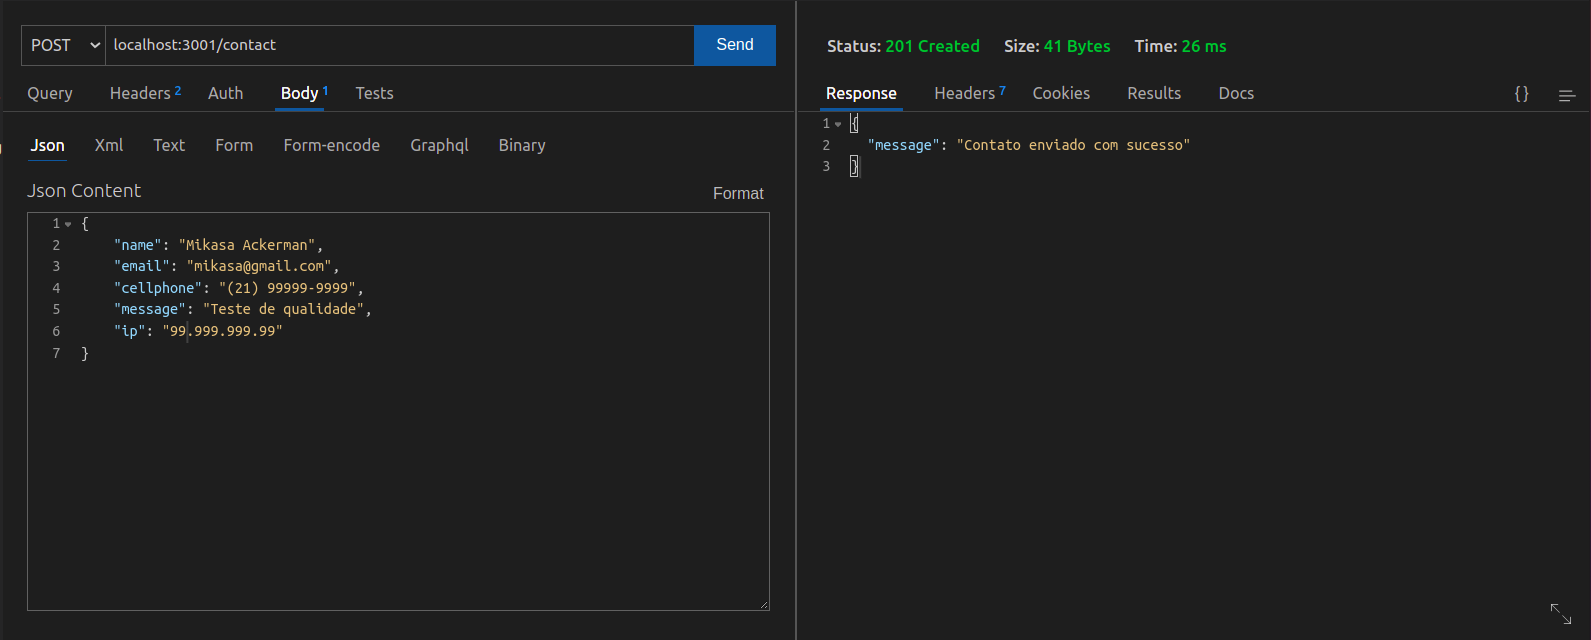 POST localhost:3001/contact Send
Query Headers 2 Auth Body 1 Tests
Json Xml Text Form Form-encode Graphql Binary
Json Content Format
1 {
2 "name": "Mikasa Ackerman",
3 "email": "mikasa@gmail.com",
4 "cellphone": "(21) 99999-9999",
5 "message": "Teste de qualidade",
6 "ip": "99.999.999.99"
7 }
Status: 201 Created Size: 41 Bytes Time: 26 ms
Response Headers 7 Cookies Results Docs {}
1 {
2 "message": "Contato enviado com sucesso"
3 }